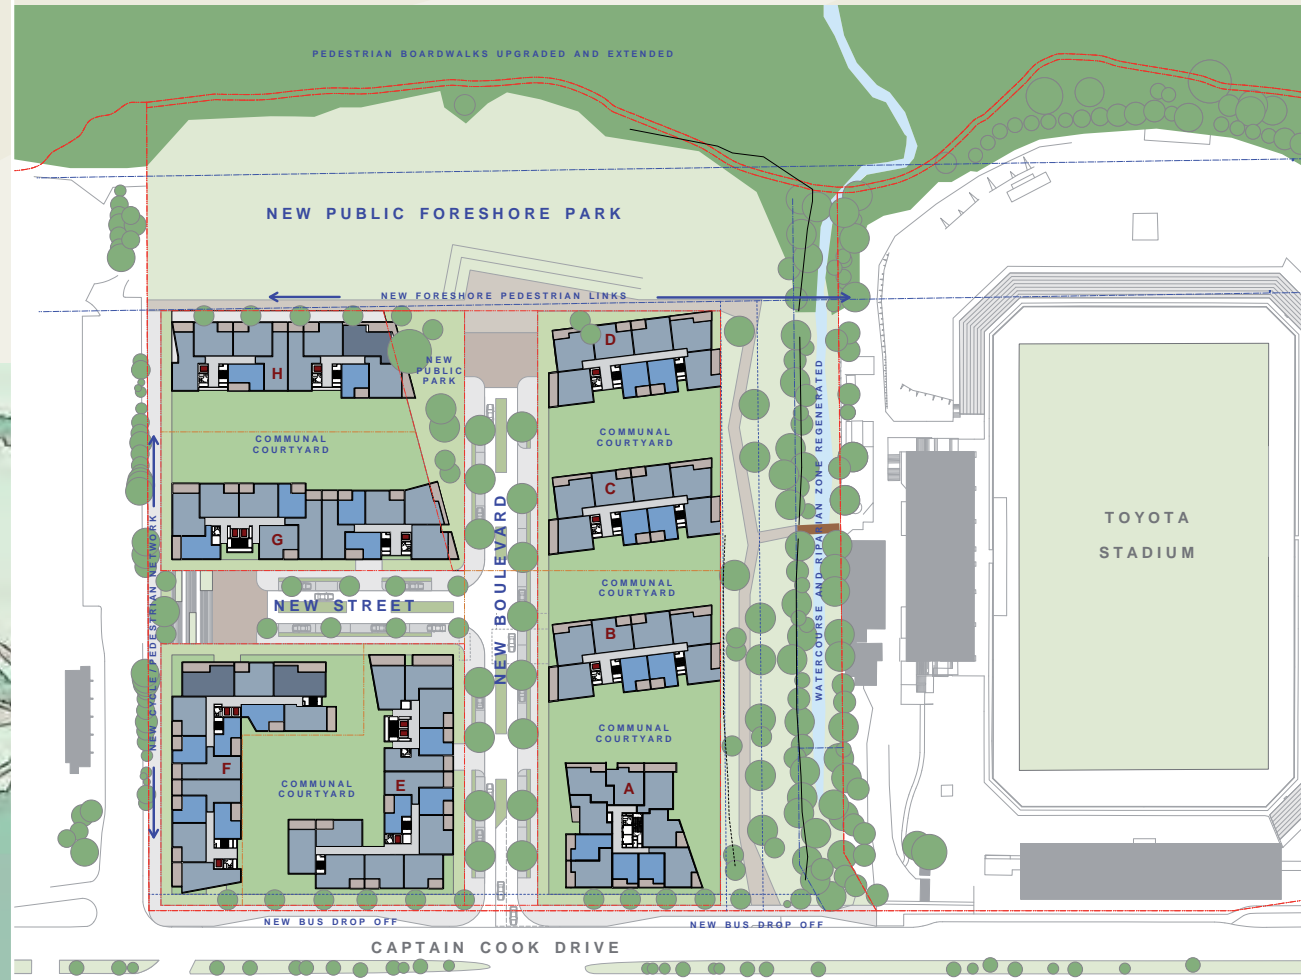 PEDESTRIAN BOARDWALKS UPGRADED AND EXTENDED
NEW PUBLIC FORESHORE PARK
NEW FORESHORE PEDESTRIAN LINKS
D
H
NEW
PUBLIC
PARK
COMMUNAL
COURTYARD
COMMUNAL
COURTYARD
C
G
TOYOTA
STADIUM
NEW CYCLE/PEDESTRIAN NETWORK
NEW STREET
NEW BOULEVARD
WATERCOURSE AND RIPARIAN ZONE REGENERATED
COMMUNAL
COURTYARD
B
COMMUNAL
COURTYARD
F
COMMUNAL
COURTYARD
E
A
NEW BUS DROP OFF
NEW BUS DROP OFF
CAPTAIN COOK DRIVE